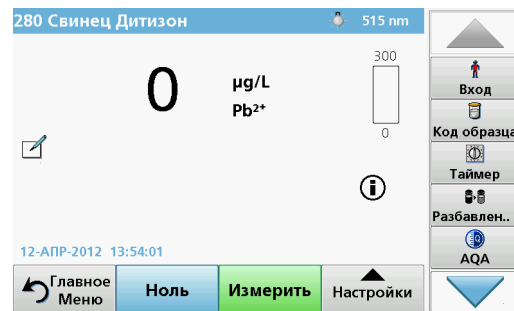 280 Свинец Дитизон
515 nm
0
µg/L
Pb²⁺
300
0
12-АПР-2012 13:54:01
Главное
Меню
Ноль
Измерить
Настройки
Вход
Код образца
Таймер
Разбавлен..
AQA